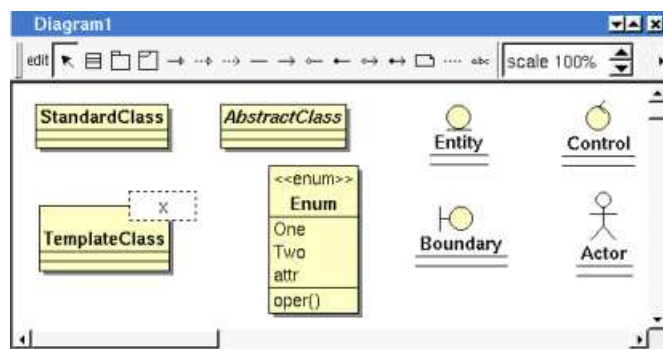 Diagram1
edit abc scale 100%
StandardClass
AbstractClass
Entity
Control
x
TemplateClass
<<enum>>
Enum
One
Two
attr
oper()
Boundary
Actor